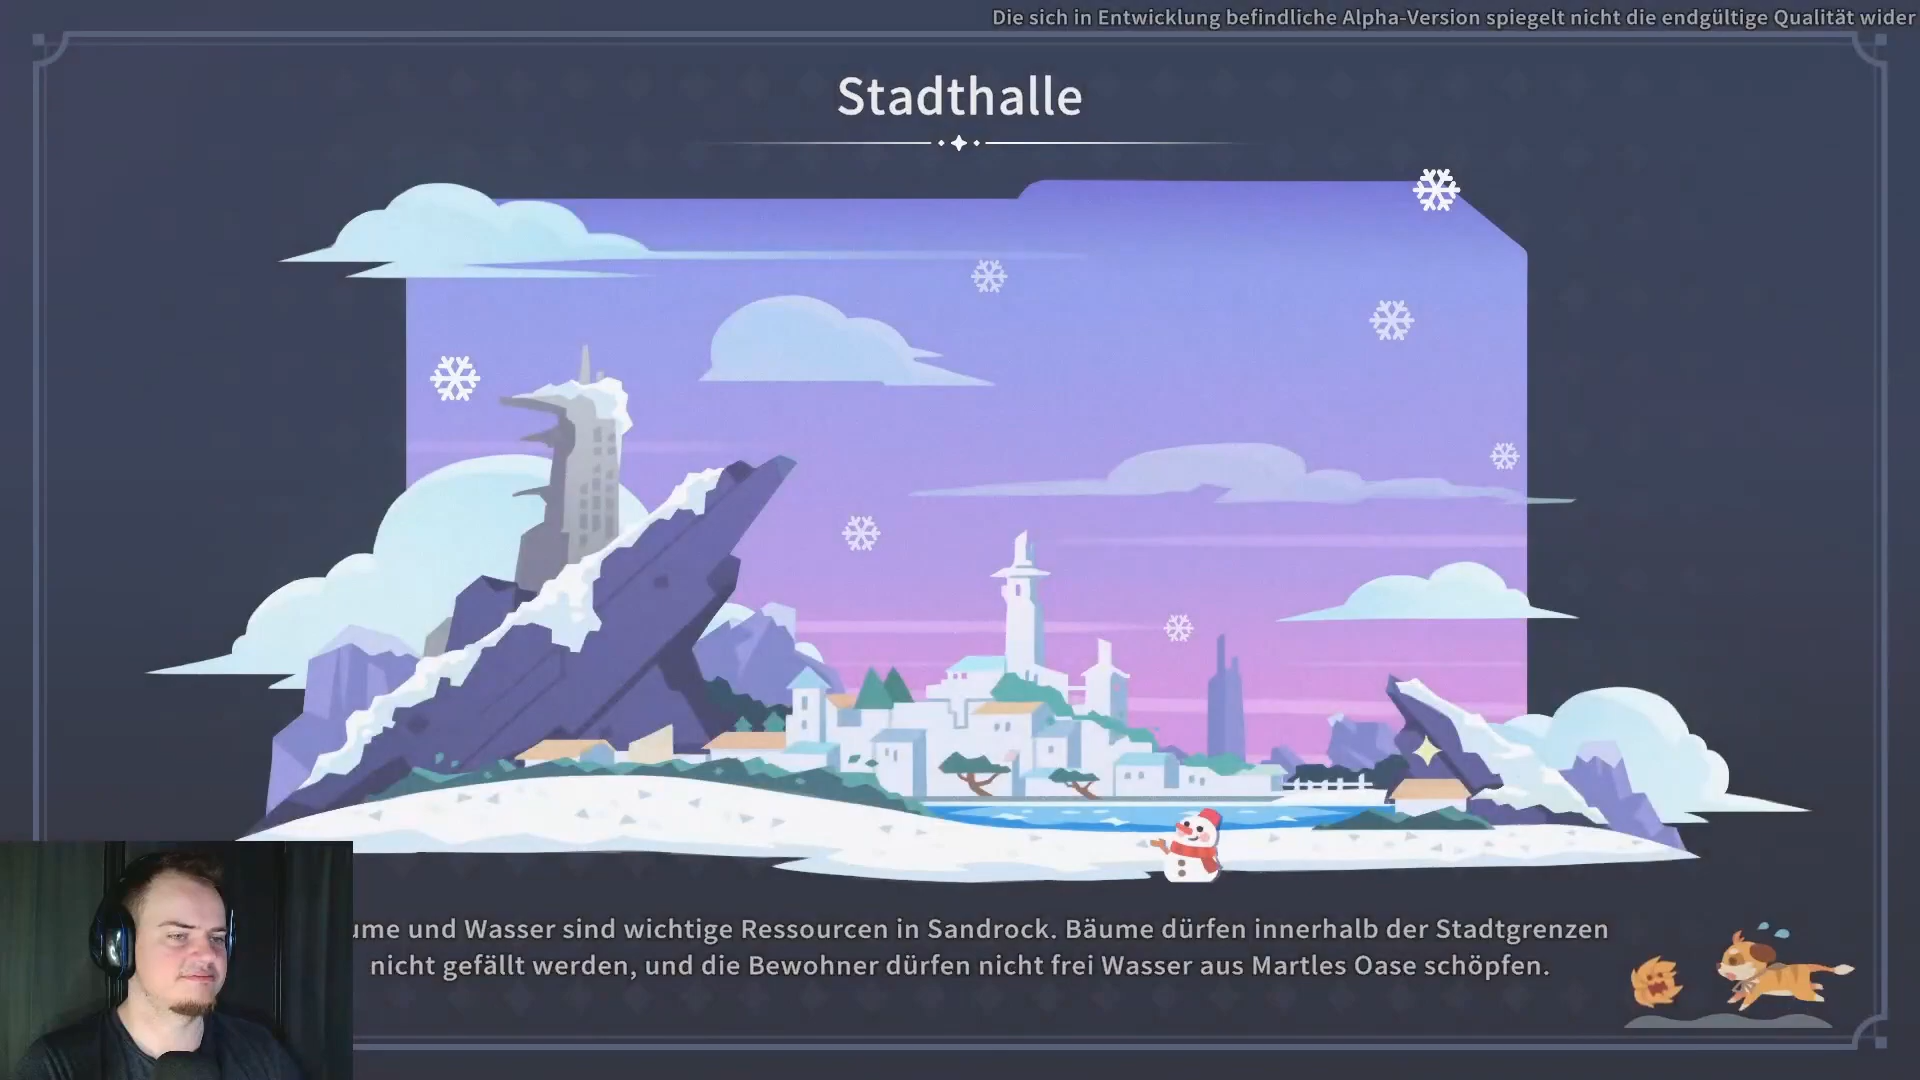 Die sich in Entwicklung befindliche Alpha-Version spiegelt nicht die endgültige Qualität wider
Stadthalle
und Wasser sind wichtige Ressourcen in Sandrock. Bäume dürfen innerhalb der Stadtgrenzen
nicht gefällt werden, und die Bewohner dürfen nicht frei Wasser aus Martles Oase schöpfen.